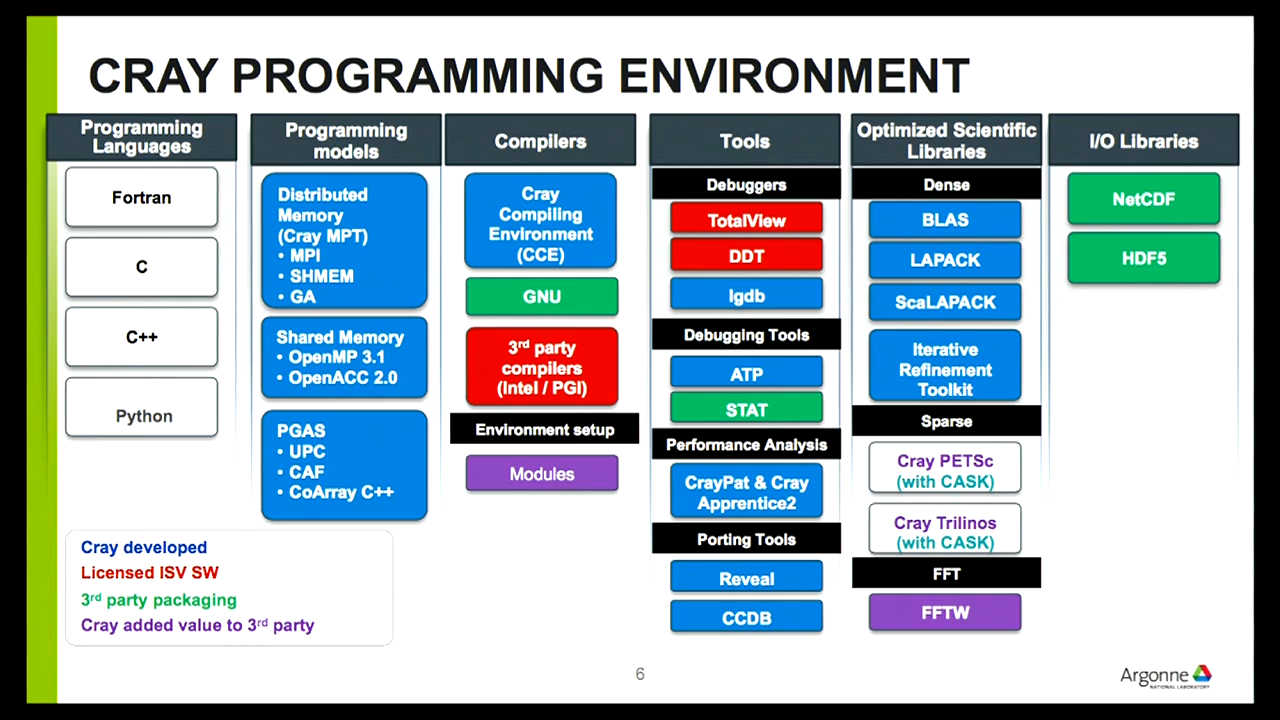 CRAY PROGRAMMING ENVIRONMENT
Programming
Languages
Fortran
C
C++
Python
Programming
models
Distributed
Memory
(Cray MPT)
• MPI
• SHMEM
• GA
Shared Memory
• OpenMP 3.1
• OpenACC 2.0
PGAS
• UPC
• CAF
• CoArray C++
Compilers
Cray
Compiling
Environment
(CCE)
GNU
3rd party
compilers
(Intel / PGI)
Environment setup
Modules
Tools
Debuggers
TotalView
DDT
lgdb
Debugging Tools
ATP
STAT
Performance Analysis
CrayPat & Cray
Apprentice2
Porting Tools
Reveal
CCDB
Optimized Scientific
Libraries
Dense
BLAS
LAPACK
ScaLAPACK
Iterative
Refinement
Toolkit
Sparse
Cray PETSc
(with CASK)
Cray Trilinos
(with CASK)
FFT
FFTW
I/O Libraries
NetCDF
HDF5
Cray developed
Licensed ISV SW
3rd party packaging
Cray added value to 3rd party
6
Argonne
NATIONAL LABORATORY